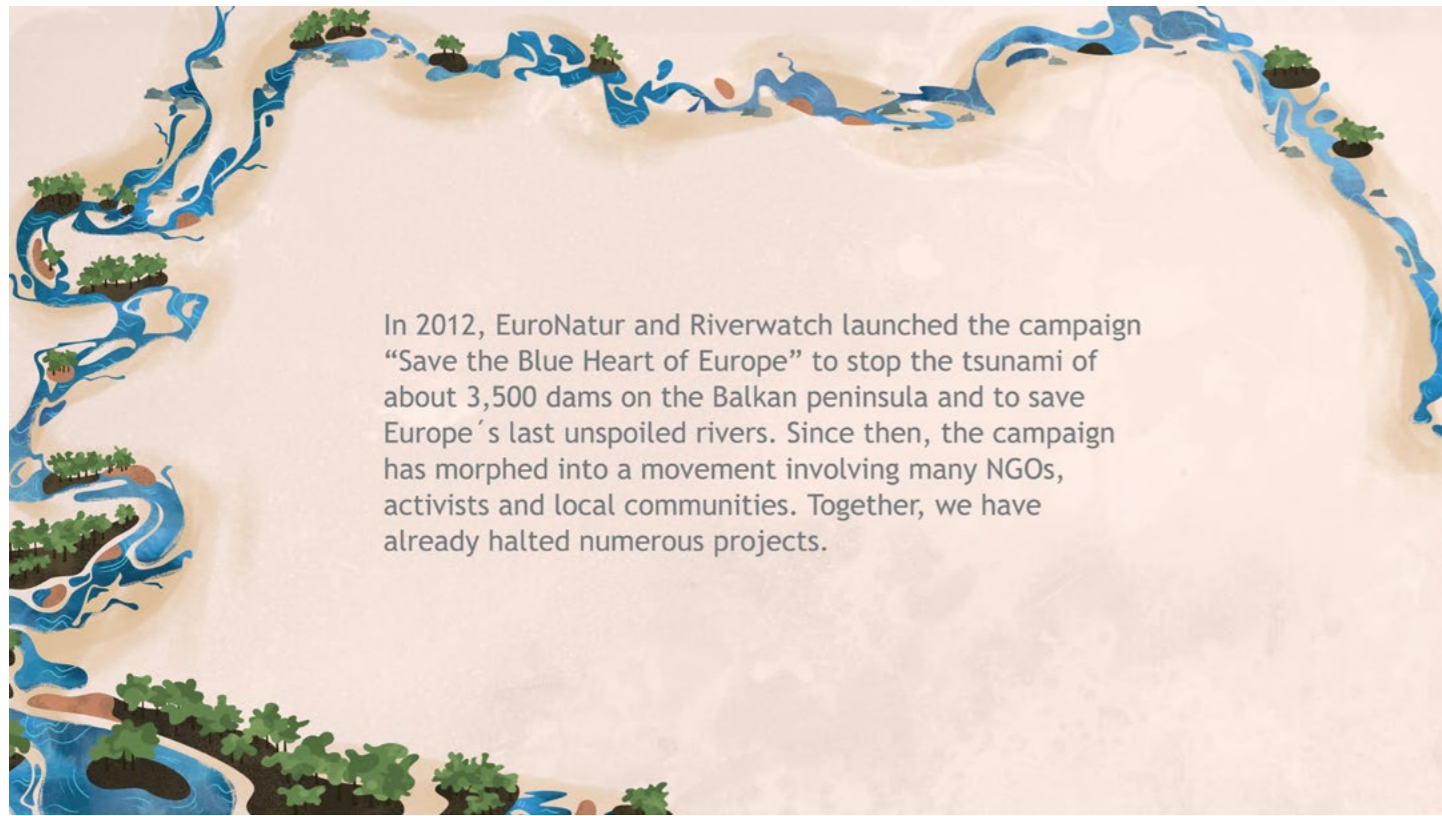 In 2012, EuroNatur and Riverwatch launched the campaign
“Save the Blue Heart of Europe” to stop the tsunami of
about 3,500 dams on the Balkan peninsula and to save
Europe´s last unspoiled rivers. Since then, the campaign
has morphed into a movement involving many NGOs,
activists and local communities. Together, we have
already halted numerous projects.